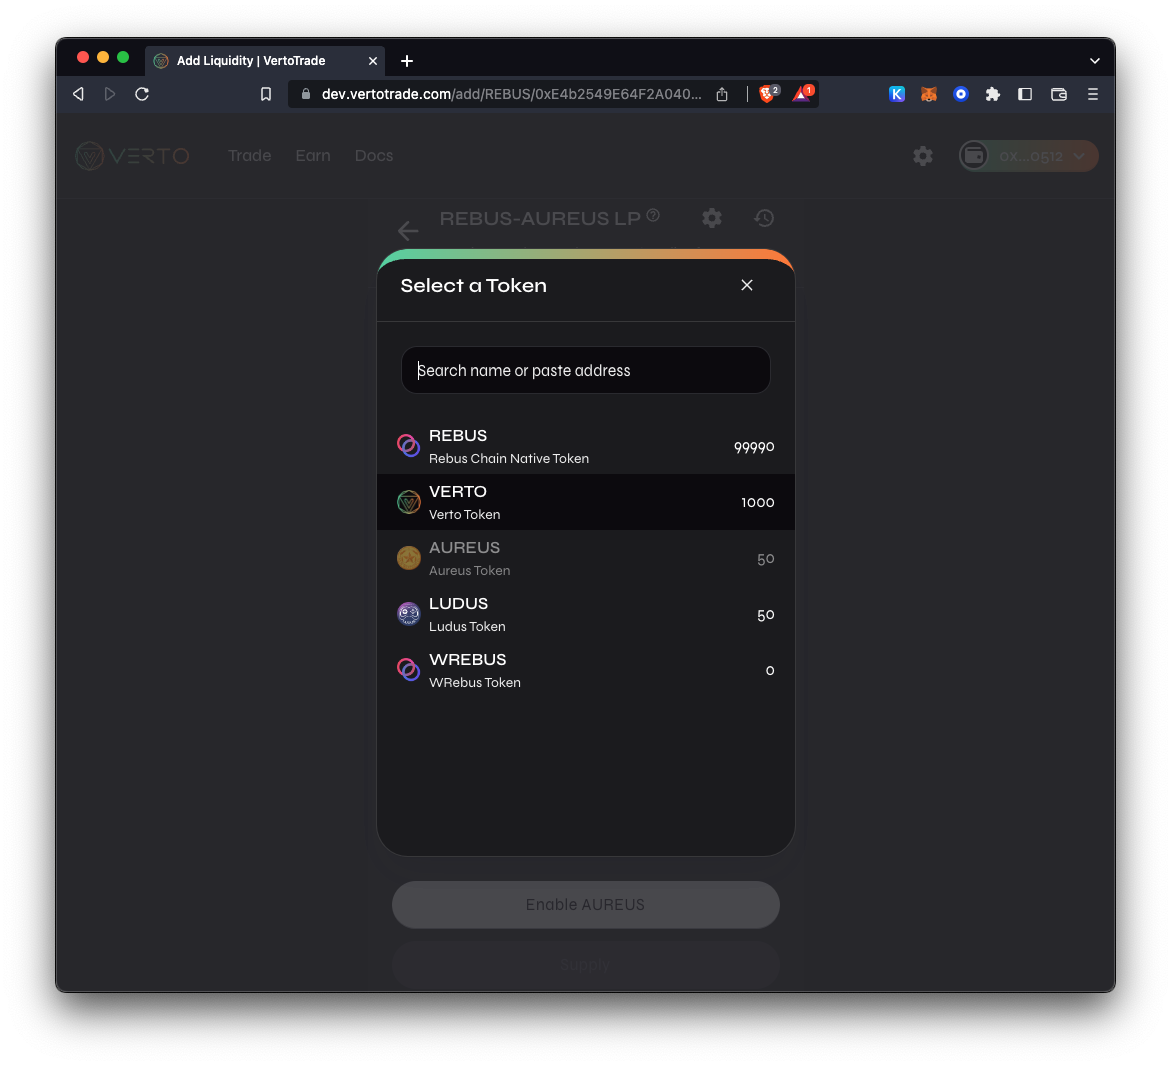 Add Liquidity | VertoTrade
dev.vertotrade.com/add/REBUS/0xE4b2549E64F2A040...
2
1
K
VERTO
Trade
Earn
Docs
0x...0512
REBUS-AUREUS LP
Select a Token
Search name or paste address
REBUS
99990
Rebus Chain Native Token
VERTO
1000
Verto Token
AUREUS
50
Aureus Token
LUDUS
50
Ludus Token
WREBUS
0
WRebus Token
Enable AUREUS
Supply